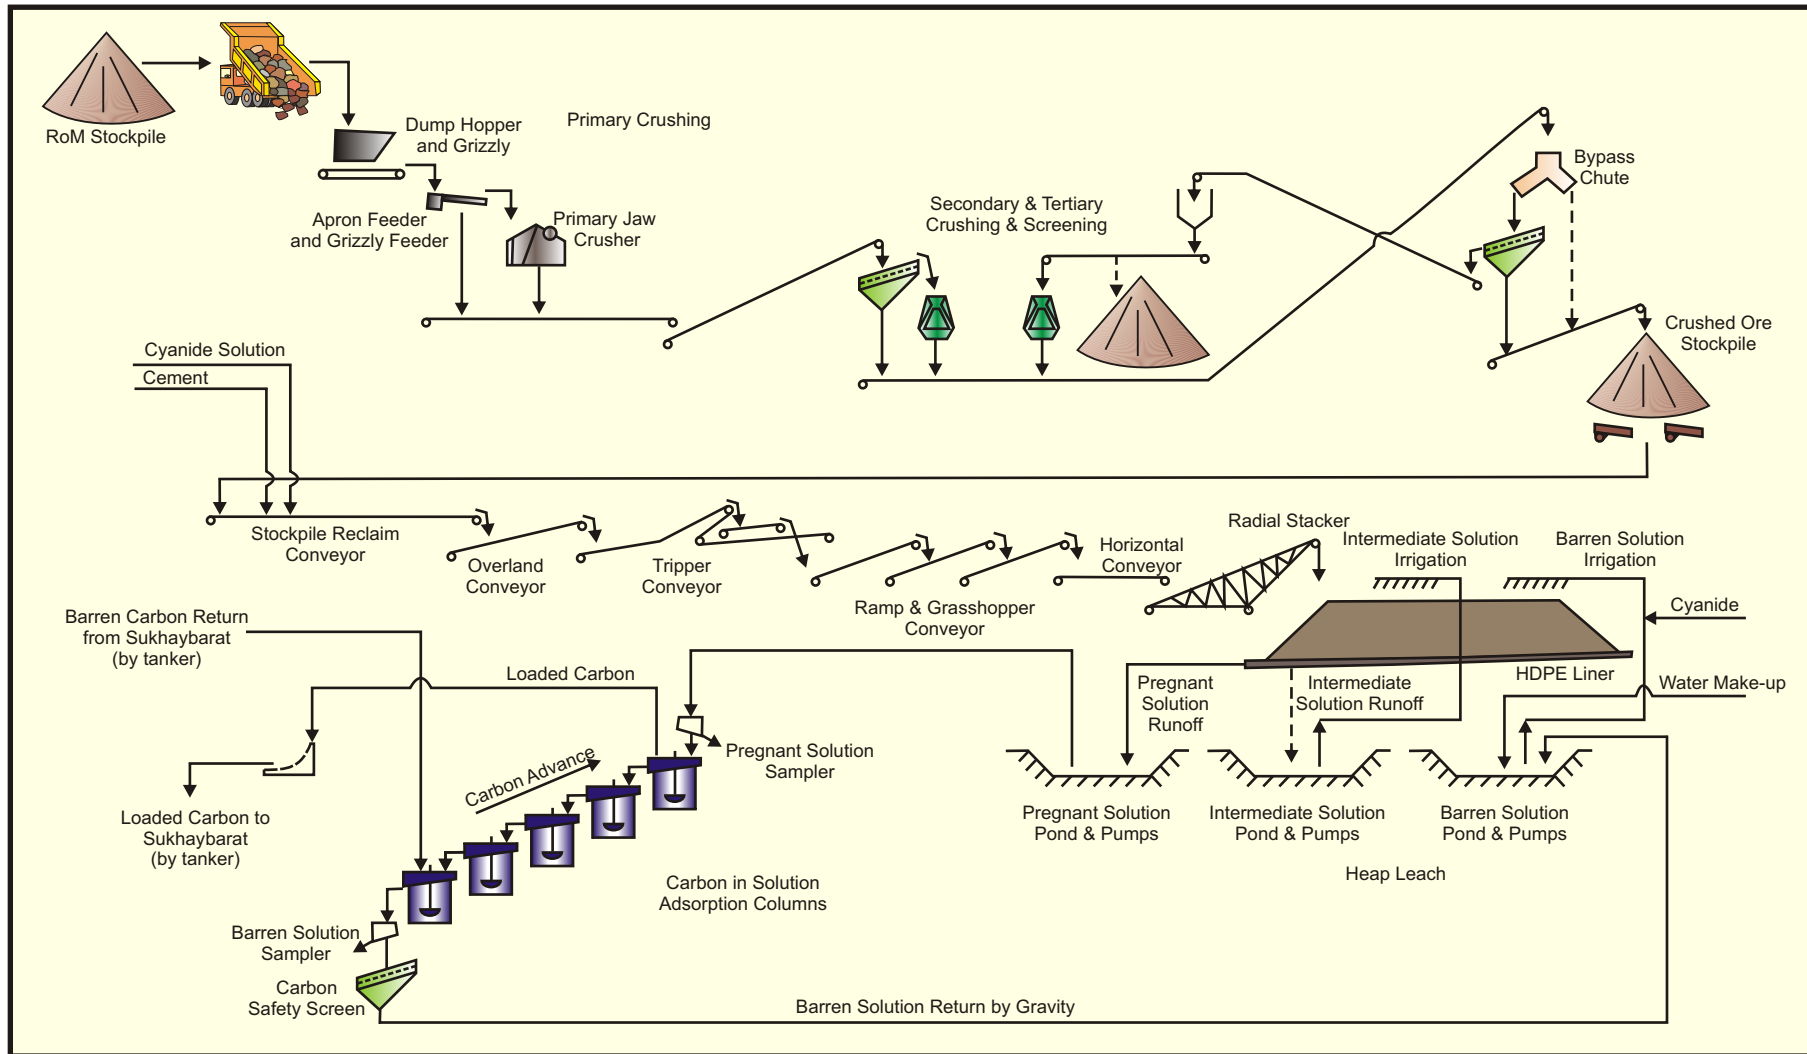 RoM Stockpile
Dump Hopper
and Grizzly
Primary Crushing
Apron Feeder
and Grizzly Feeder
Primary Jaw
Crusher
Secondary & Tertiary
Crushing & Screening
Bypass
Chute
Crushed Ore
Stockpile
Cyanide Solution
Cement
Stockpile Reclaim
Conveyor
Overland
Conveyor
Tripper
Conveyor
Ramp & Grasshopper
Conveyor
Horizontal
Conveyor
Radial Stacker
Intermediate Solution
Irrigation
Barren Solution
Irrigation
Cyanide
HDPE Liner
Water Make-up
Barren Carbon Return
from Sukhaybarat
(by tanker)
Loaded Carbon
Pregnant
Solution
Runoff
Intermediate
Solution Runoff
Pregnant Solution
Sampler
Carbon Advance
Loaded Carbon to
Sukhaybarat
(by tanker)
Pregnant Solution
Pond & Pumps
Intermediate Solution
Pond & Pumps
Barren Solution
Pond & Pumps
Heap Leach
Carbon in Solution
Adsorption Columns
Barren Solution
Sampler
Carbon
Safety Screen
Barren Solution Return by Gravity